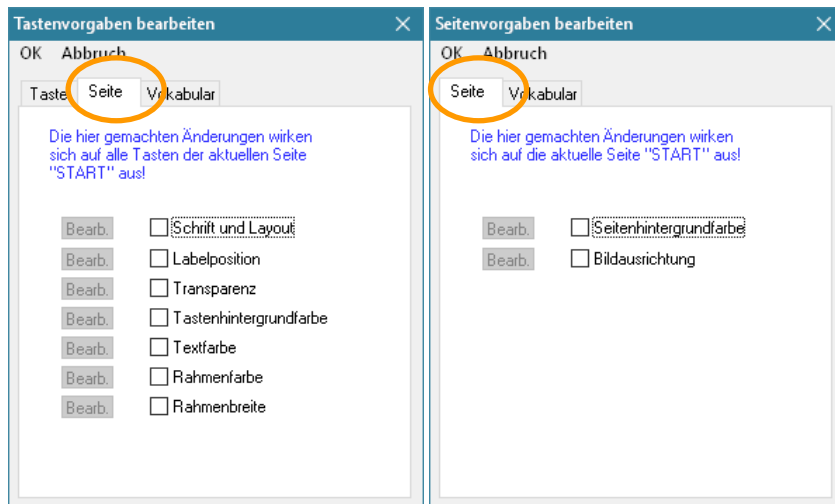 Tastenvorgaben bearbeiten
OK Abbruch
Taste Seite Vokabular
Die hier gemachten Änderungen wirken
sich auf alle Tasten der aktuellen Seite
"START" aus!
Bearb. Schrift und Layout
Bearb. Labelposition
Bearb. Transparenz
Bearb. Tastenhintergrundfarbe
Bearb. Textfarbe
Bearb. Rahmenfarbe
Bearb. Rahmenbreite
Seitenvorgaben bearbeiten
OK Abbruch
Seite Vokabular
Die hier gemachten Änderungen wirken
sich auf die aktuelle Seite "START" aus!
Bearb. Seitenhintergrundfarbe
Bearb. Bildausrichtung